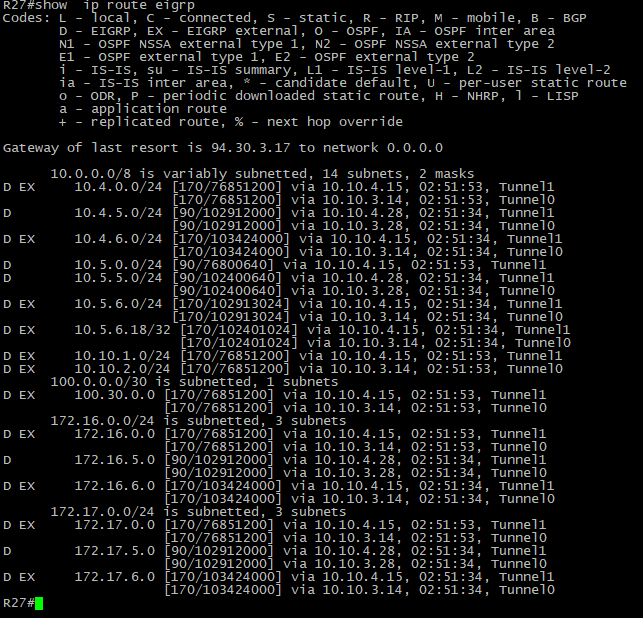 R27#show  ip route eigrp
Codes: L - local, C - connected, S - static, R - RIP, M - mobile, B - BGP
       D - EIGRP, EX - EIGRP external, O - OSPF, IA - OSPF inter area
       N1 - OSPF NSSA external type 1, N2 - OSPF NSSA external type 2
       E1 - OSPF external type 1, E2 - OSPF external type 2
       i - IS-IS, su - IS-IS summary, L1 - IS-IS level-1, L2 - IS-IS level-2
       ia - IS-IS inter area, * - candidate default, U - per-user static route
       o - ODR, P - periodic downloaded static route, H - NHRP, l - LISP
       a - application route
       + - replicated route, % - next hop override
Gateway of last resort is 94.30.3.17 to network 0.0.0.0
      10.0.0.0/8 is variably subnetted, 14 subnets, 2 masks
D EX     10.4.0.0/24 [170/76851200] via 10.10.4.15, 02:51:53, Tunnel1
                     [170/76851200] via 10.10.3.14, 02:51:53, Tunnel0
D        10.4.5.0/24 [90/102912000] via 10.10.4.28, 02:51:34, Tunnel1
                     [90/102912000] via 10.10.3.28, 02:51:34, Tunnel0
D EX     10.4.6.0/24 [170/103424000] via 10.10.4.15, 02:51:34, Tunnel1
                     [170/103424000] via 10.10.3.14, 02:51:34, Tunnel0
D        10.5.0.0/24 [90/76800640] via 10.10.4.15, 02:51:53, Tunnel1
D        10.5.5.0/24 [90/102400640] via 10.10.4.28, 02:51:34, Tunnel1
                     [90/102400640] via 10.10.3.28, 02:51:34, Tunnel0
D EX     10.5.6.0/24 [170/102913024] via 10.10.4.15, 02:51:34, Tunnel1
                     [170/102913024] via 10.10.3.14, 02:51:34, Tunnel0
D EX     10.5.6.18/32 [170/102401024] via 10.10.4.15, 02:51:34, Tunnel1
                      [170/102401024] via 10.10.3.14, 02:51:34, Tunnel0
D EX     10.10.1.0/24 [170/76851200] via 10.10.4.15, 02:51:53, Tunnel1
D EX     10.10.2.0/24 [170/76851200] via 10.10.3.14, 02:51:53, Tunnel0
      100.0.0.0/30 is subnetted, 1 subnets
D EX     100.30.0.0 [170/76851200] via 10.10.4.15, 02:51:53, Tunnel1
                    [170/76851200] via 10.10.3.14, 02:51:53, Tunnel0
      172.16.0.0/24 is subnetted, 3 subnets
D EX     172.16.0.0 [170/76851200] via 10.10.4.15, 02:51:53, Tunnel1
                    [170/76851200] via 10.10.3.14, 02:51:53, Tunnel0
D        172.16.5.0 [90/102912000] via 10.10.4.28, 02:51:34, Tunnel1
                    [90/102912000] via 10.10.3.28, 02:51:34, Tunnel0
D EX     172.16.6.0 [170/103424000] via 10.10.4.15, 02:51:34, Tunnel1
                    [170/103424000] via 10.10.3.14, 02:51:34, Tunnel0
      172.17.0.0/24 is subnetted, 3 subnets
D EX     172.17.0.0 [170/76851200] via 10.10.4.15, 02:51:53, Tunnel1
                    [170/76851200] via 10.10.3.14, 02:51:53, Tunnel0
D        172.17.5.0 [90/102912000] via 10.10.4.28, 02:51:34, Tunnel1
                    [90/102912000] via 10.10.3.28, 02:51:34, Tunnel0
D EX     172.17.6.0 [170/103424000] via 10.10.4.15, 02:51:34, Tunnel1
                    [170/103424000] via 10.10.3.14, 02:51:34, Tunnel0
R27#